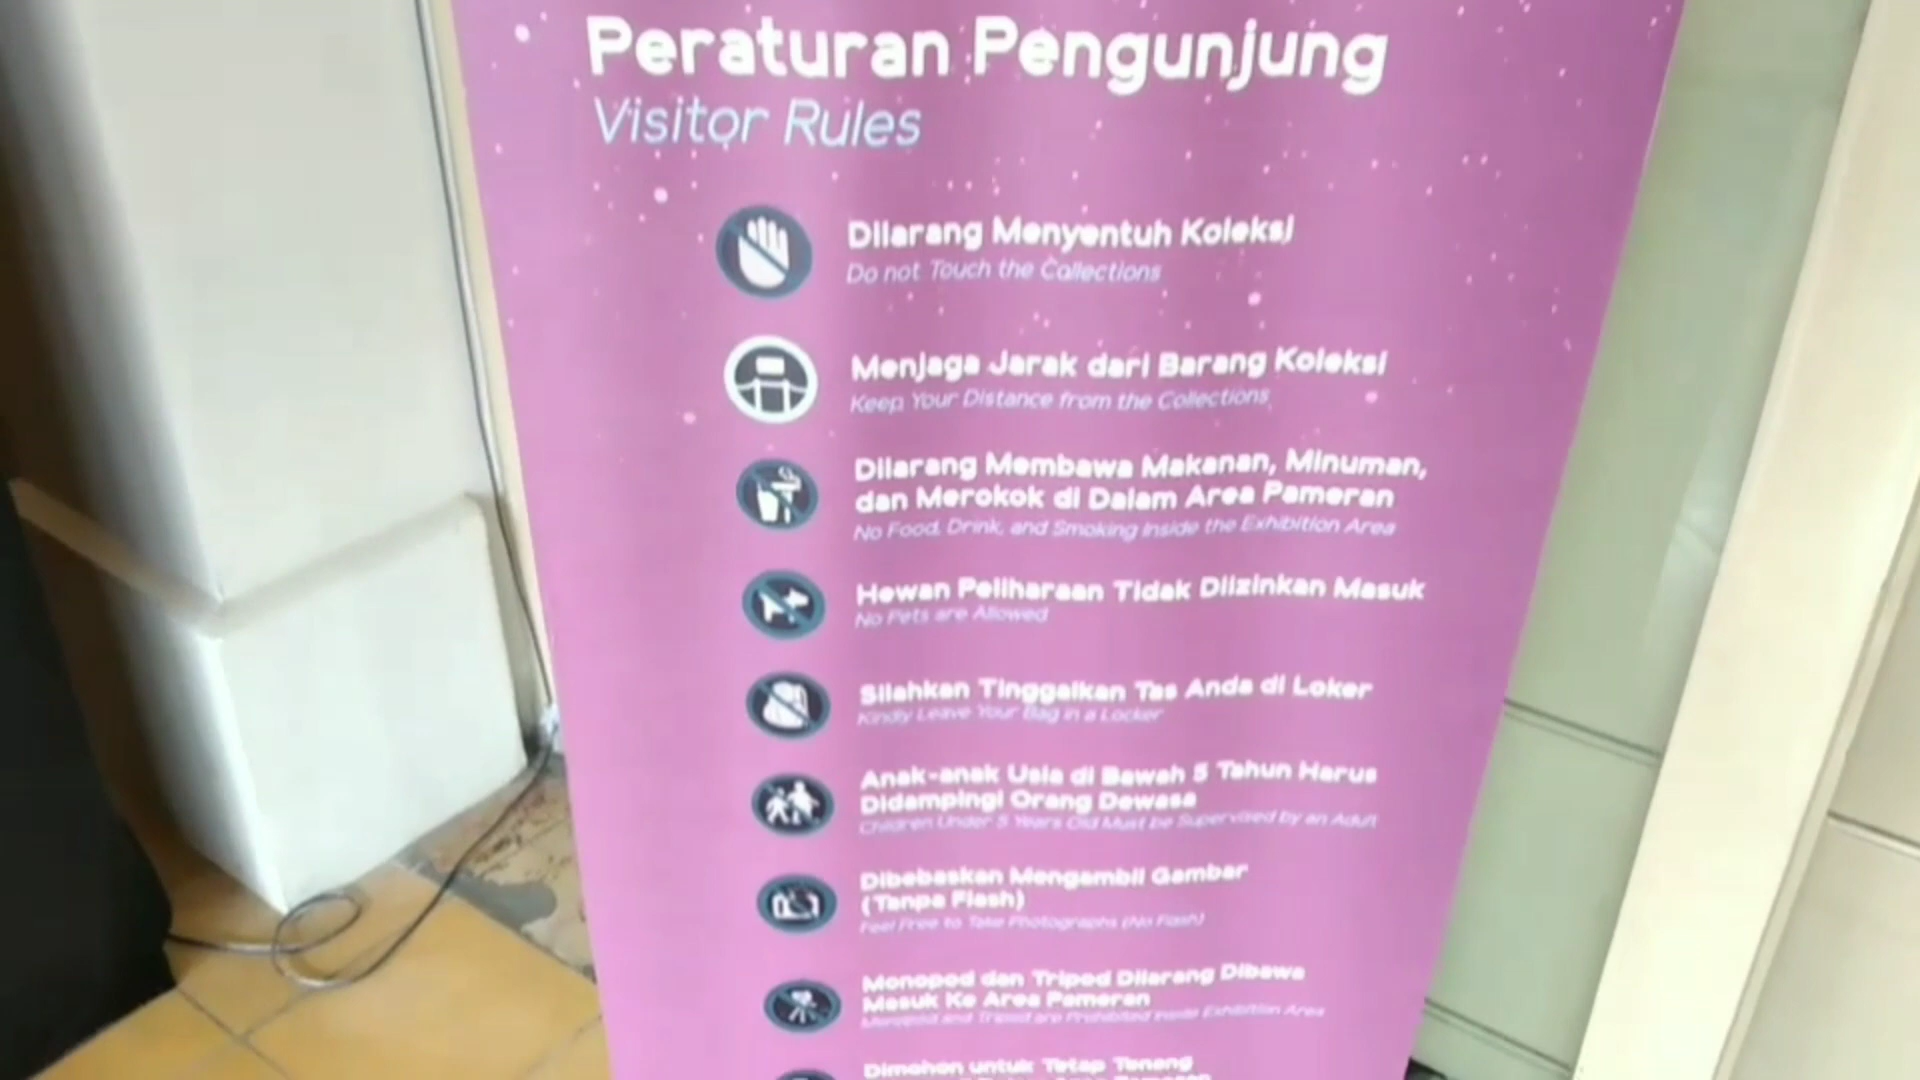 Peraturan Pengunjung
Visitor Rules
Dilarang Menyentuh Koleksi
Do not Touch the Collections
Menjaga Jarak dari Barang Koleksi
Keep Your Distance from the Collections
Dilarang Membawa Makanan, Minuman,
dan Merokok di Dalam Area Pameran
No Food, Drink, and Smoking Inside the Exhibition Area
Hewan Peliharaan Tidak Diizinkan Masuk
No Pets are Allowed
Silahkan Tinggalkan Tas Anda di Loker
Kindly Leave Your Bag in a Locker
Anak-anak Usia di Bawah 5 Tahun Harus
Didampingi Orang Dewasa
Children Under 5 Years Old Must be Supervised by an Adult
Dibebaskan Mengambil Gambar
(Tanpa Flash)
Feel Free to Take Photographs (No Flash)
Monopod dan Tripod Dilarang Dibawa
Masuk Ke Area Pameran
Monopod and Tripod are Prohibited Inside Exhibition Area
Dimohon untuk Tetap Tenang